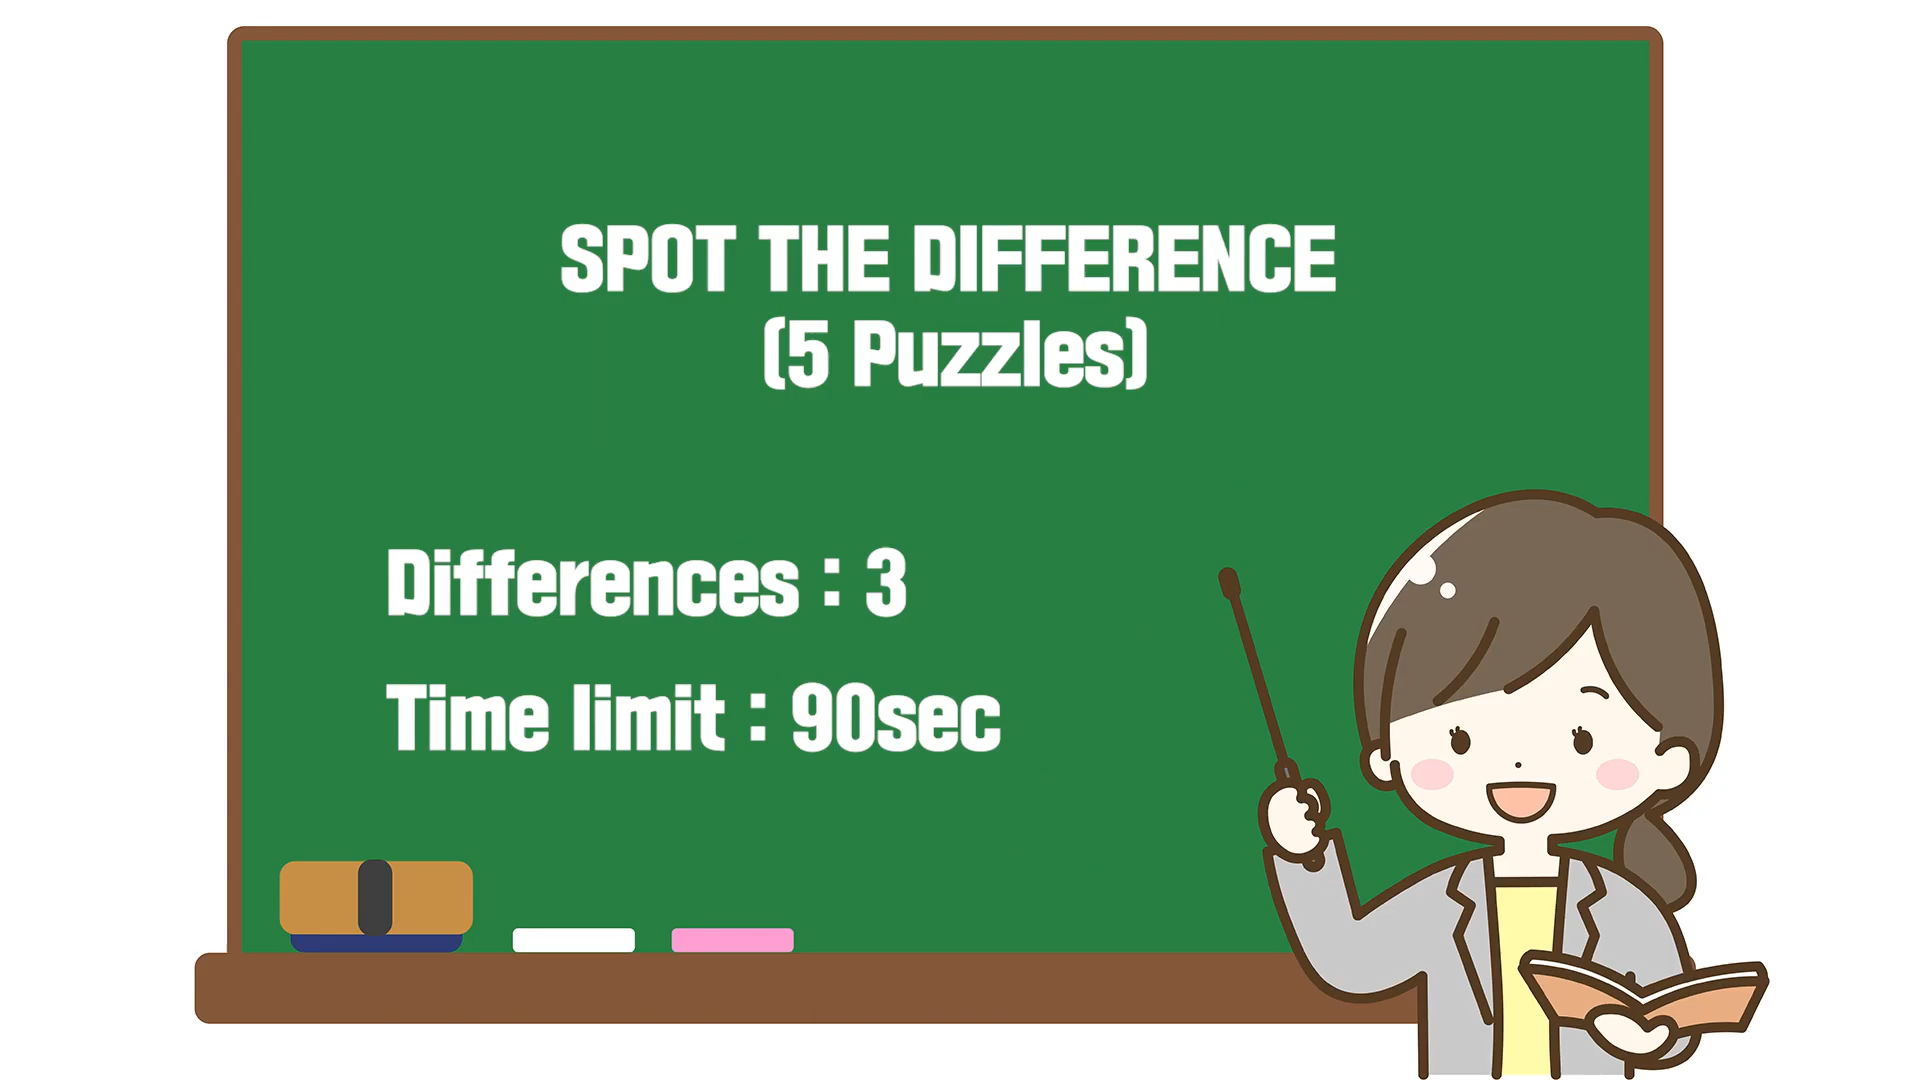 SPOT THE DIFFERENCE
(5 Puzzles)
Differences : 3
Time limit : 90sec